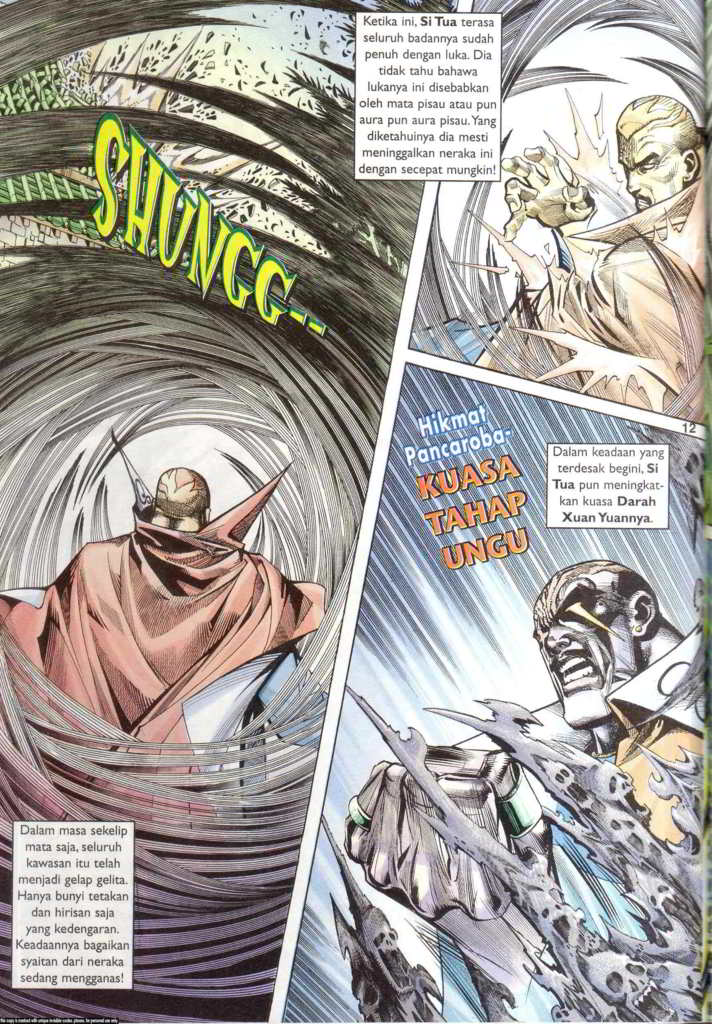 SHUNGG--
Dalam masa sekelip
mata saja, seluruh
kawasan itu telah
menjadi gelap gelita.
Hanya bunyi tetakan
dan hirisan saja
yang kedengaran.
Keadaannya bagaikan
syaitan dari neraka
sedang mengganas!
Ketika ini, Si Tua terasa
seluruh badannya sudah
penuh dengan luka. Dia
tidak tahu bahawa
lukanya ini disebabkan
oleh mata pisau atau pun
aura pun aura pisau. Yang
diketahuinya dia mesti
meninggalkan neraka ini
dengan secepat mungkin!
12
Hikmat
Pancaroba-
KUASA
TAHAP
UNGU
Dalam keadaan yang
terdesak begini, Si
Tua pun meningkat-
kan kuasa Darah
Xuan Yuannya.